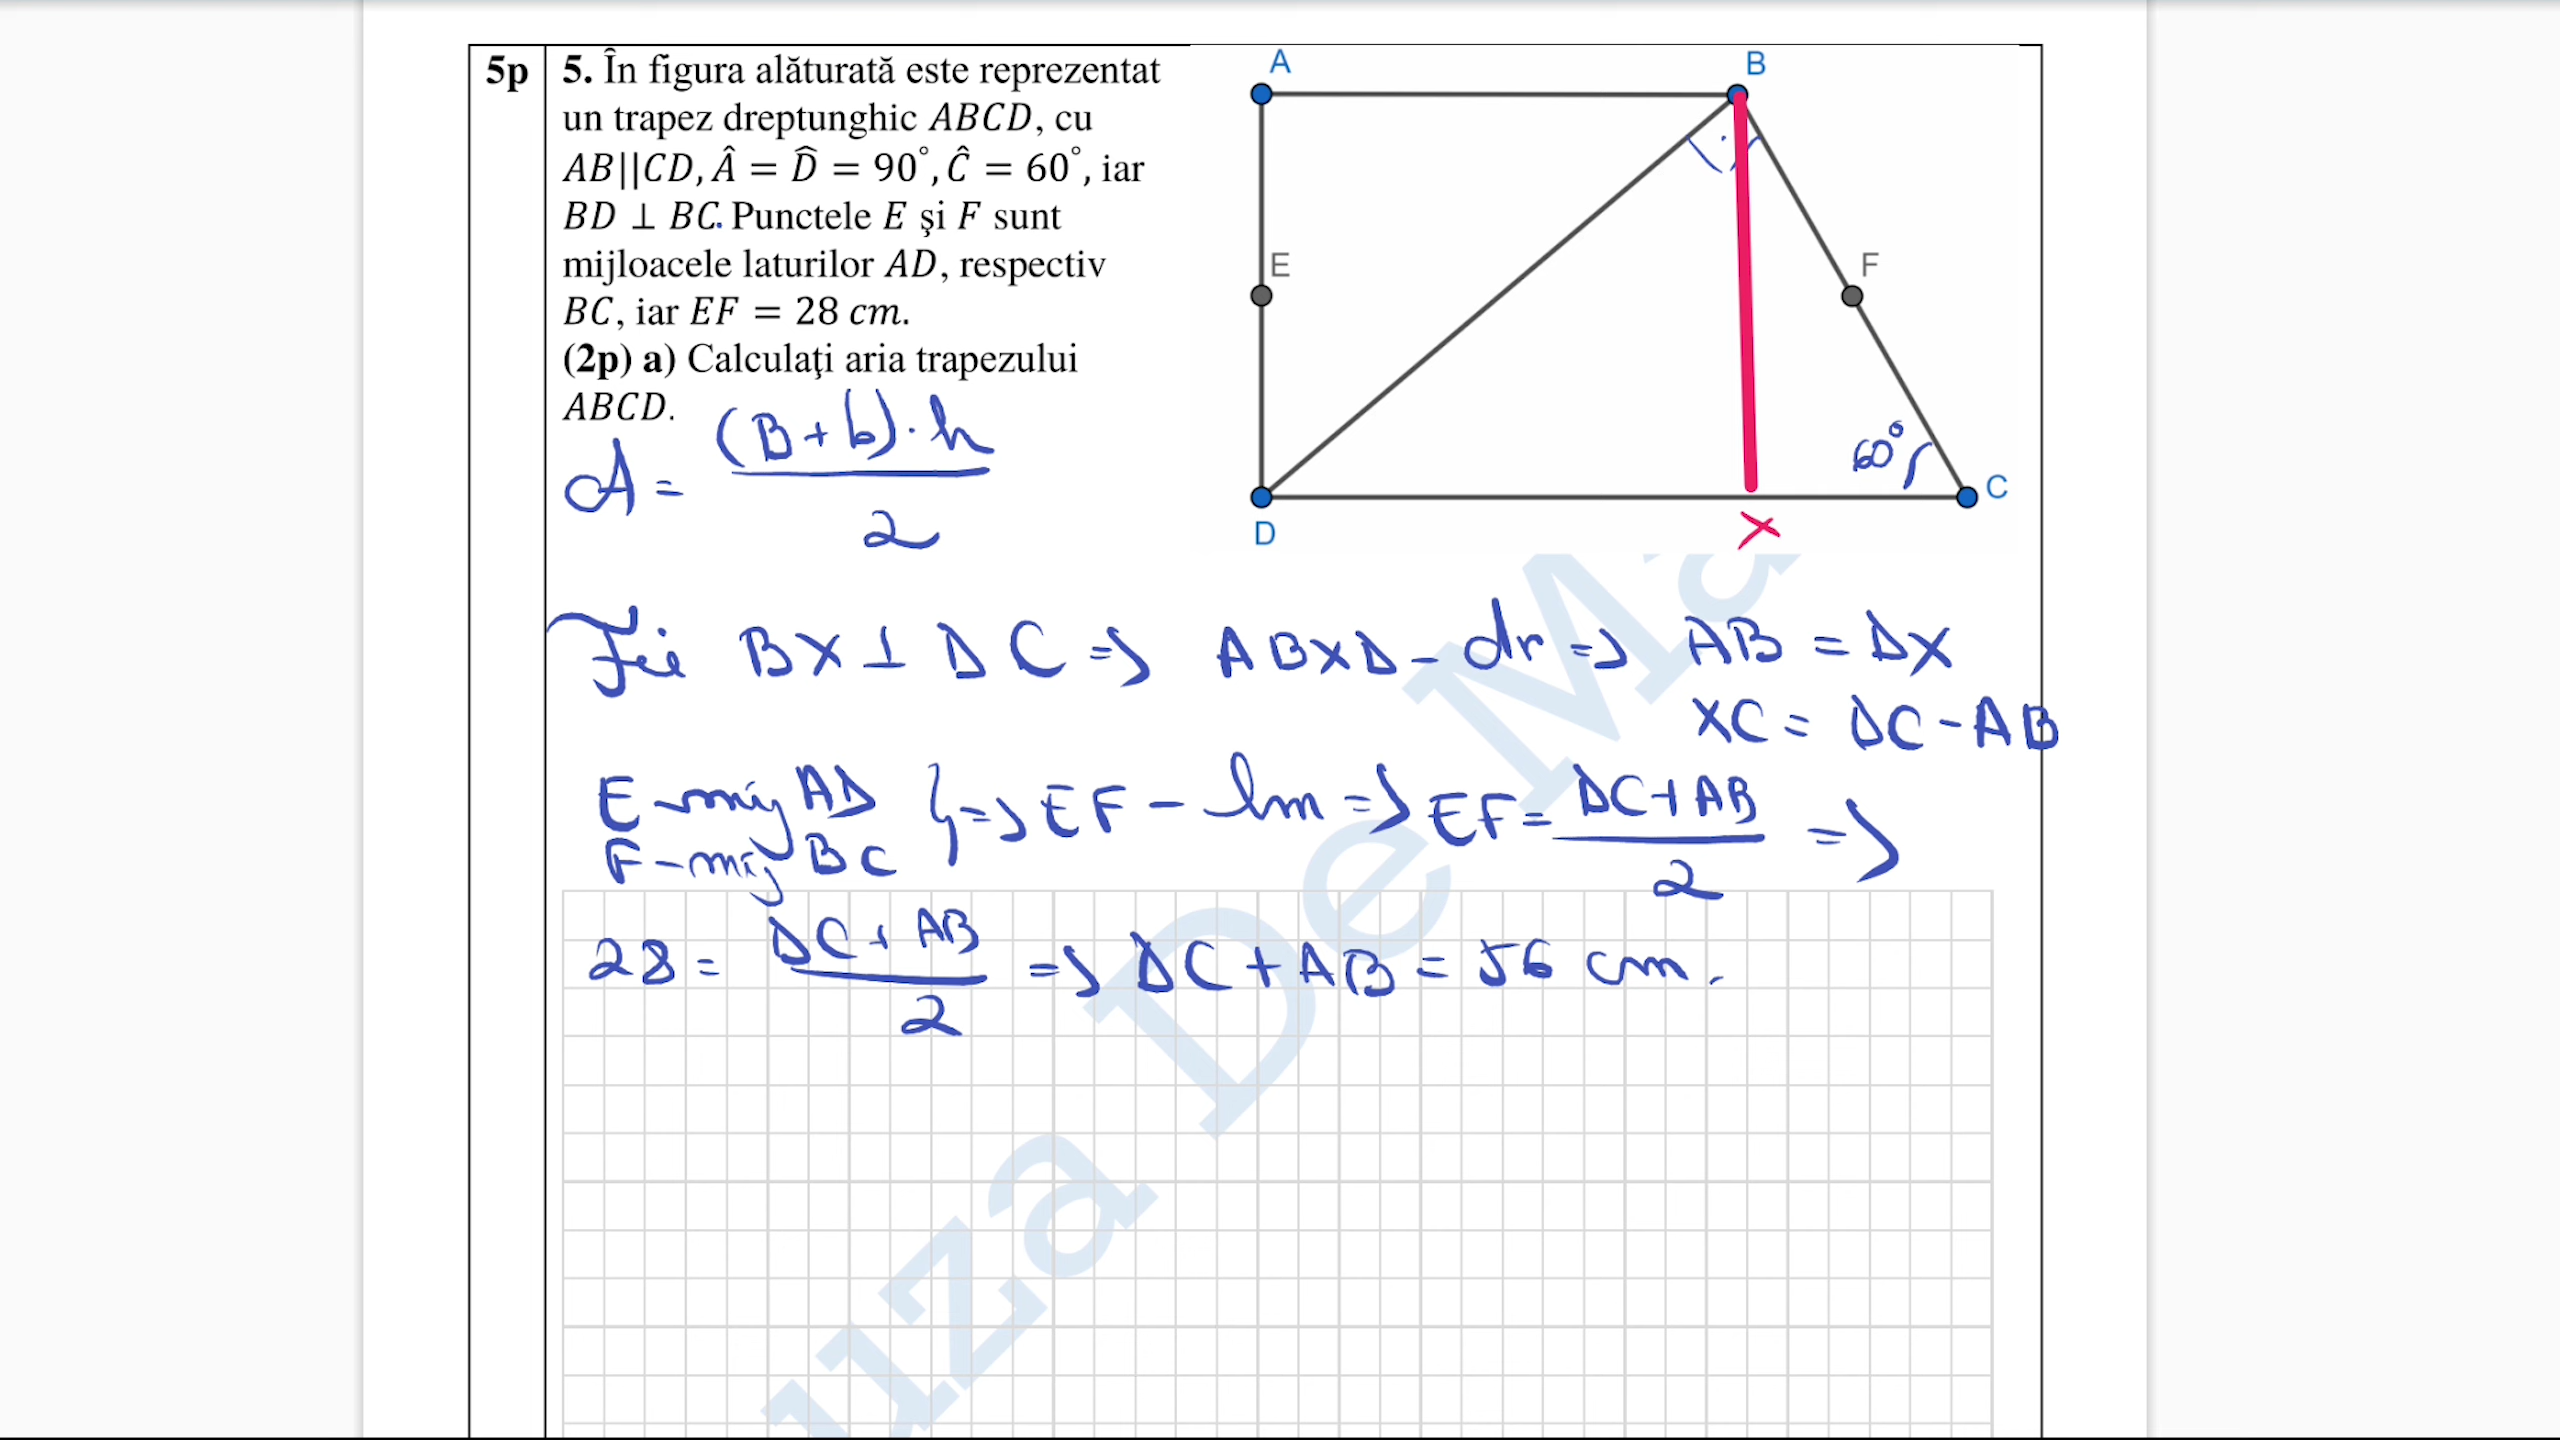 5p
5. În figura alăturată este reprezentat
un trapez dreptunghic ABCD, cu
AB||CD, Â = D̂ = 90°, Ĉ = 60°, iar
BD ⊥ BC. Punctele E şi F sunt
mijloacele laturilor AD, respectiv
BC, iar EF = 28 cm.
(2p) a) Calculaţi aria trapezului
ABCD.
A
B
E
F
60°
C
D
X
A = (B+b)·h / 2
Fie BX ⊥ DC => ABXD - dr => AB = DX
XC = DC - AB
E - mij AD
F - mij BC } => EF - lm => EF = DC+AB / 2 =>
28 = DC + AB / 2 => DC + AB = 56 cm.
uza De Ma